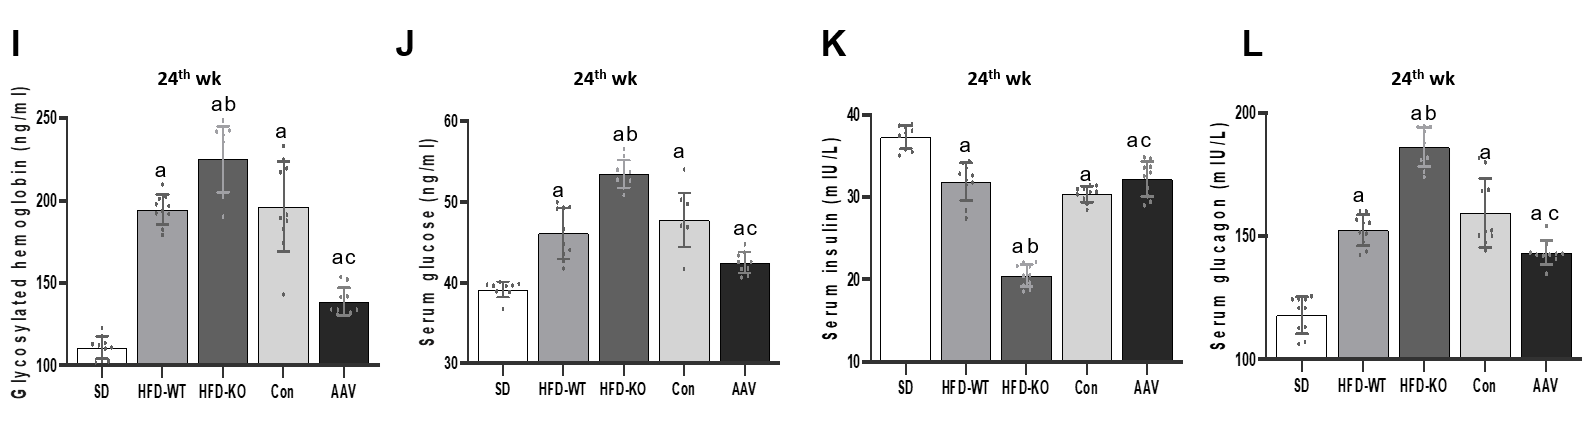 I
24th wk
Glycosylated hemoglobin (ng/ml)
250
200
150
100
a
ab
a
ac
SD HFD-WT HFD-KO Con AAV
J
24th wk
Serum glucose (ng/ml)
60
50
40
30
a
ab
a
ac
SD HFD-WT HFD-KO Con AAV
K
24th wk
Serum insulin (mIU/L)
40
30
20
10
a
ab
a
ac
SD HFD-WT HFD-KO Con AAV
L
24th wk
Serum glucagon (mIU/L)
200
150
100
a
ab
a
ac
SD HFD-WT HFD-KO Con AAV